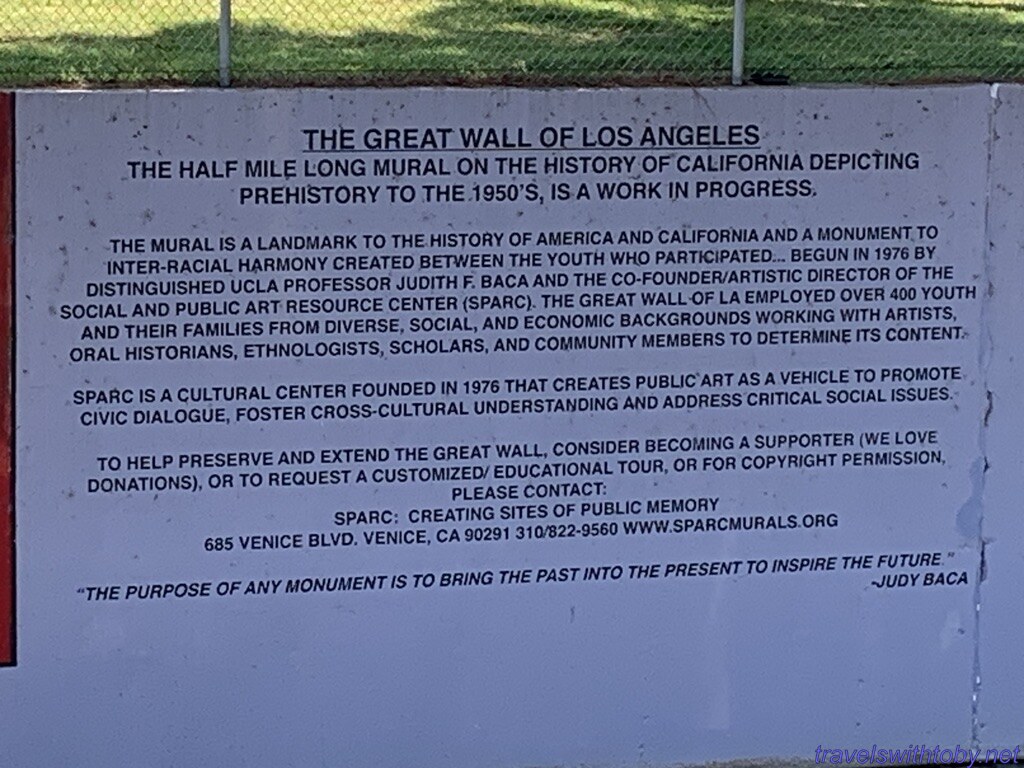 THE GREAT WALL OF LOS ANGELES
THE HALF MILE LONG MURAL ON THE HISTORY OF CALIFORNIA DEPICTING
PREHISTORY TO THE 1950'S, IS A WORK IN PROGRESS.
THE MURAL IS A LANDMARK TO THE HISTORY OF AMERICA AND CALIFORNIA AND A MONUMENT TO
INTER-RACIAL HARMONY CREATED BETWEEN THE YOUTH WHO PARTICIPATED... BEGUN IN 1976 BY
DISTINGUISHED UCLA PROFESSOR JUDITH F. BACA AND THE CO-FOUNDER/ARTISTIC DIRECTOR OF THE
SOCIAL AND PUBLIC ART RESOURCE CENTER (SPARC). THE GREAT WALL OF LA EMPLOYED OVER 400 YOUTH
AND THEIR FAMILIES FROM DIVERSE, SOCIAL, AND ECONOMIC BACKGROUNDS WORKING WITH ARTISTS,
ORAL HISTORIANS, ETHNOLOGISTS, SCHOLARS, AND COMMUNITY MEMBERS TO DETERMINE ITS CONTENT.
SPARC IS A CULTURAL CENTER FOUNDED IN 1976 THAT CREATES PUBLIC ART AS A VEHICLE TO PROMOTE
CIVIC DIALOGUE, FOSTER CROSS-CULTURAL UNDERSTANDING AND ADDRESS CRITICAL SOCIAL ISSUES.
TO HELP PRESERVE AND EXTEND THE GREAT WALL, CONSIDER BECOMING A SUPPORTER (WE LOVE
DONATIONS), OR TO REQUEST A CUSTOMIZED/ EDUCATIONAL TOUR, OR FOR COPYRIGHT PERMISSION,
PLEASE CONTACT:
SPARC: CREATING SITES OF PUBLIC MEMORY
685 VENICE BLVD. VENICE, CA 90291 310/822-9560 WWW.SPARCMURALS.ORG
"THE PURPOSE OF ANY MONUMENT IS TO BRING THE PAST INTO THE PRESENT TO INSPIRE THE FUTURE."
-JUDY BACA
travelswithtoby.net